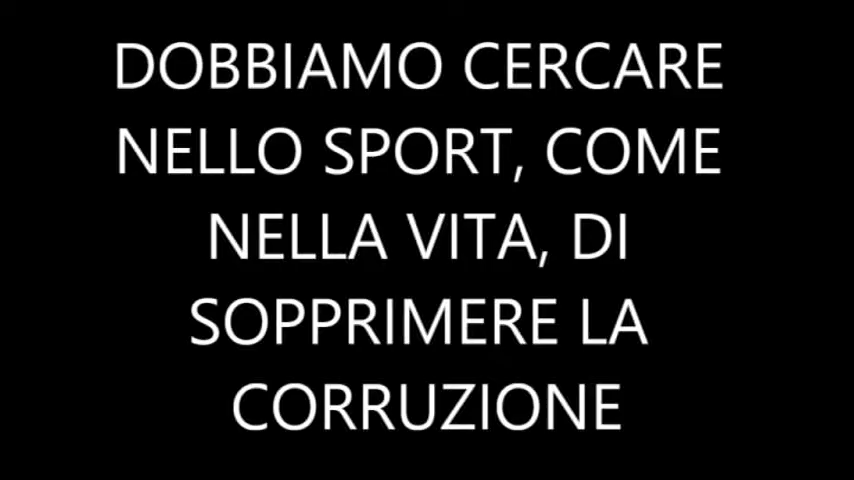 DOBBIAMO CERCARE
NELLO SPORT, COME
NELLA VITA, DI
SOPPRIMERE LA
CORRUZIONE